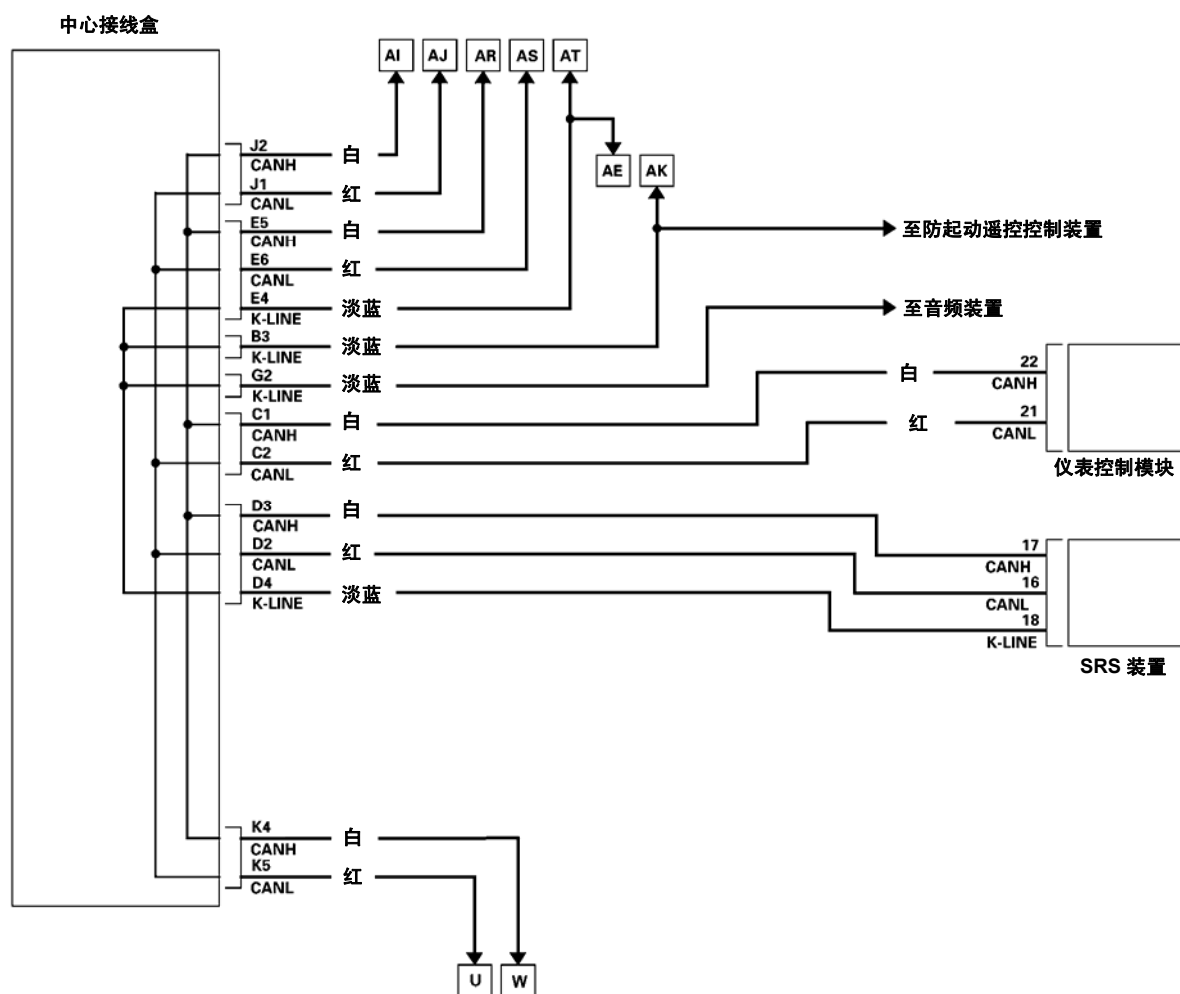 中心接线盒
AI AJ AR AS AT
AE AK
J2 白
CANH
J1 红
CANL
E5 白
CANH
E6 红
CANL
E4 淡蓝
K-LINE
B3 淡蓝
K-LINE
G2 淡蓝
K-LINE
C1 白
CANH
C2 红
CANL
至防起动遥控控制装置
至音频装置
白 22
CANH
红 21
CANL
仪表控制模块
D3 白
CANH
D2 红
CANL
D4 淡蓝
K-LINE
17
CANH
16
CANL
18
K-LINE
SRS 装置
K4 白
CANH
K5 红
CANL
U W